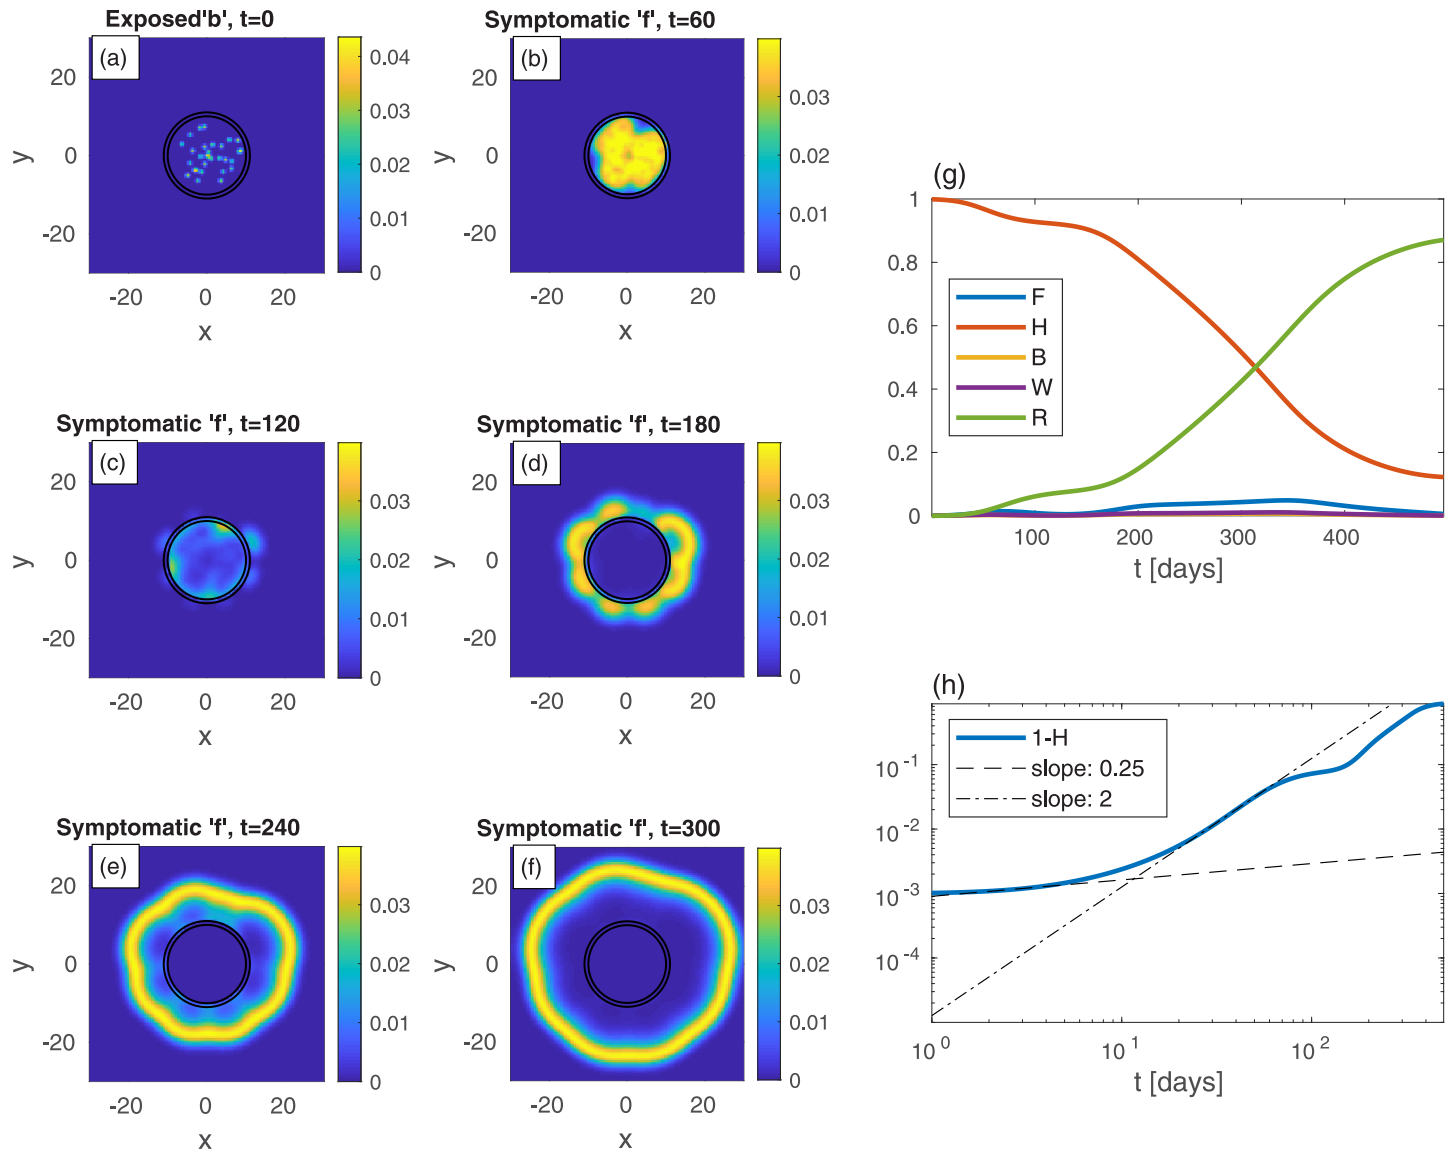 Exposed'b', t=0
(a)
20
0
-20
y
-20 0 20
x
0.04
0.03
0.02
0.01
0
Symptomatic 'f', t=60
(b)
20
0
-20
y
-20 0 20
x
0.03
0.02
0.01
0
Symptomatic 'f', t=120
(c)
20
0
-20
y
-20 0 20
x
0.03
0.02
0.01
0
Symptomatic 'f', t=180
(d)
20
0
-20
y
-20 0 20
x
0.03
0.02
0.01
0
Symptomatic 'f', t=240
(e)
20
0
-20
y
-20 0 20
x
0.03
0.02
0.01
0
Symptomatic 'f', t=300
(f)
20
0
-20
y
-20 0 20
x
0.03
0.02
0.01
0
(g)
1
0.8
0.6
0.4
0.2
0
F
H
B
W
R
100 200 300 400
t [days]
(h)
1-H
slope: 0.25
slope: 2
10^-1
10^-2
10^-3
10^-4
10^0 10^1 10^2
t [days]